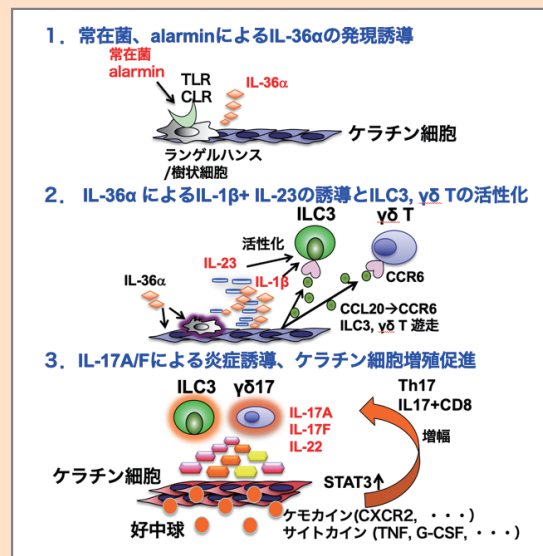 1. 常在菌、alarminによるIL-36αの発現誘導
常在菌
alarmin
TLR
CLR
IL-36α
ケラチン細胞
ランゲルハンス
/樹状細胞
2. IL-36α によるIL-1β+ IL-23の誘導とILC3, γδ Tの活性化
ILC3
γδ T
活性化
IL-23
IL-1β
IL-36α
CCR6
CCL20→CCR6
ILC3, γδ T 遊走
3. IL-17A/Fによる炎症誘導、ケラチン細胞増殖促進
ILC3
γδ17
Th17
IL17+CD8
IL-17A
IL-17F
IL-22
増幅
ケラチン細胞
STAT3↑
好中球
ケモカイン(CXCR2, ・・・)
サイトカイン (TNF, G-CSF, ・・・)